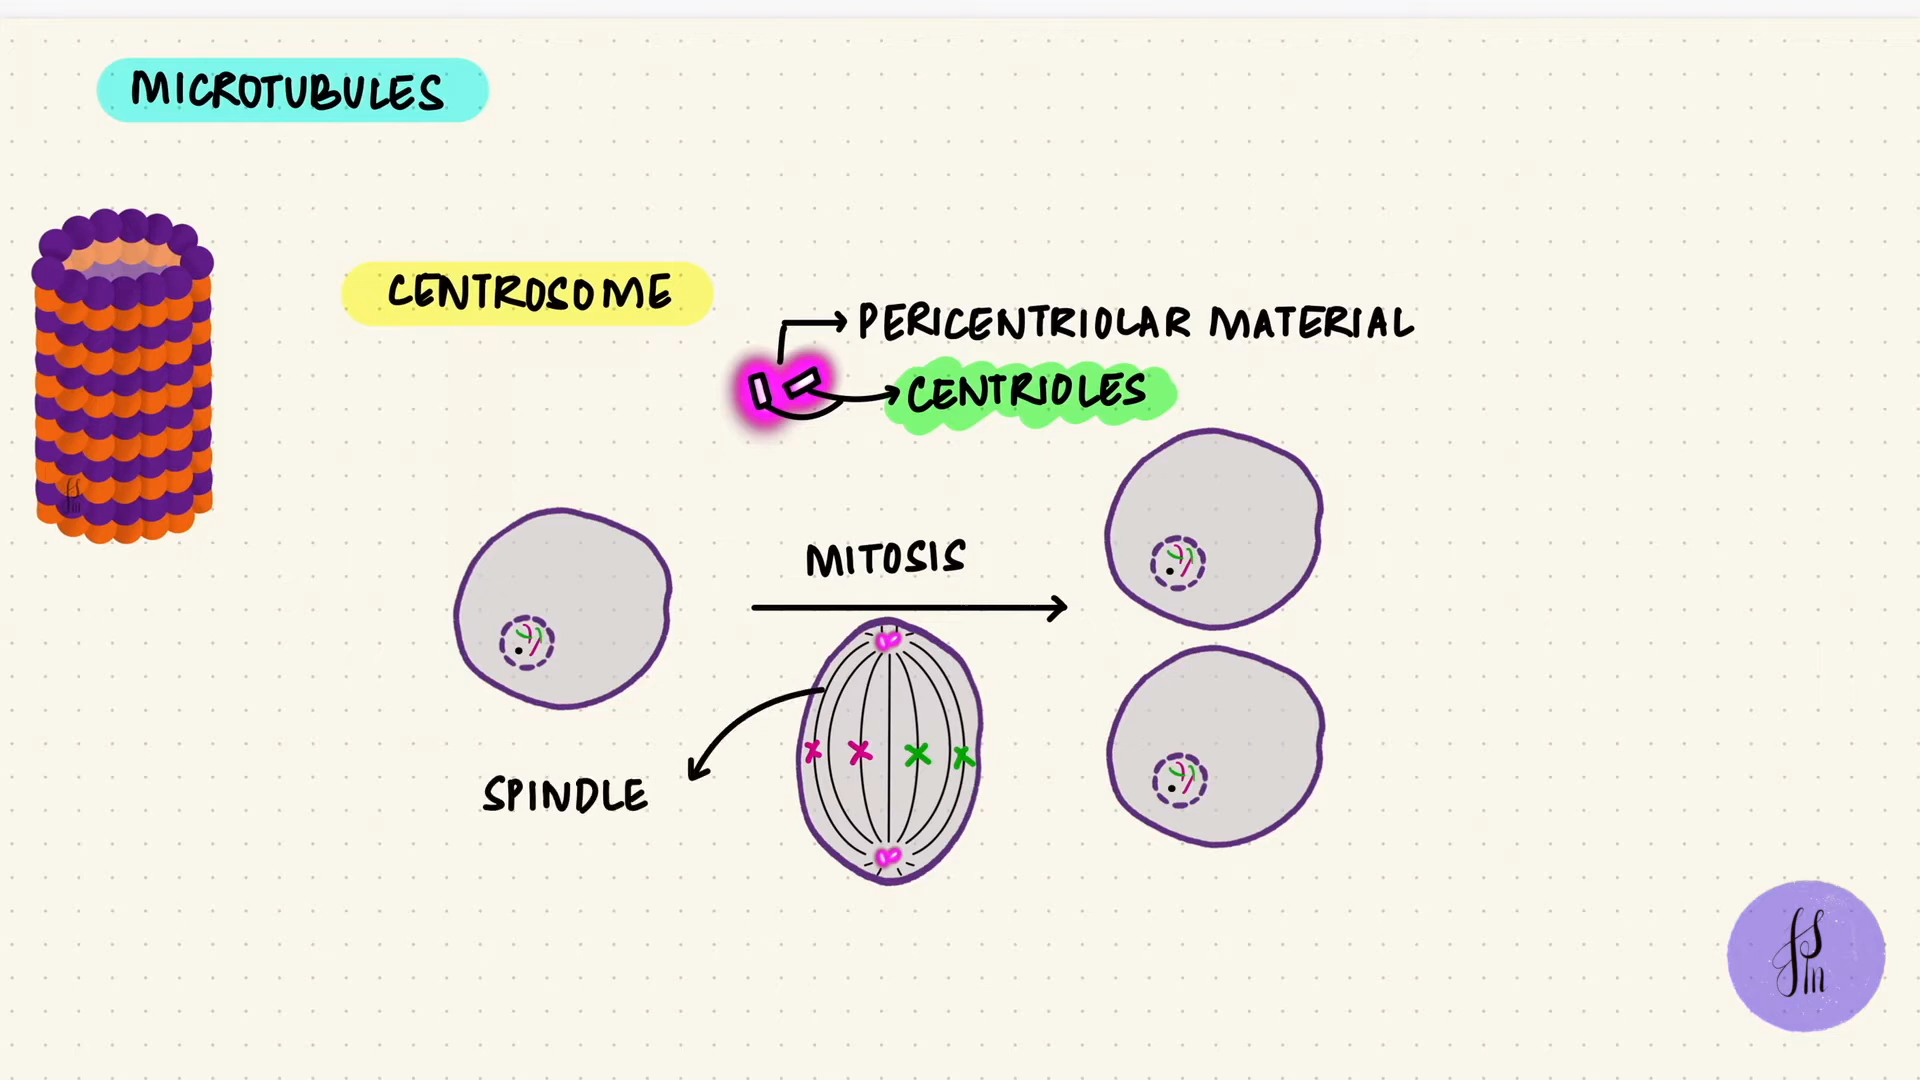 MICROTUBULES
CENTROSOME
PERICENTRIOLAR MATERIAL
CENTRIOLES
MITOSIS
SPINDLE